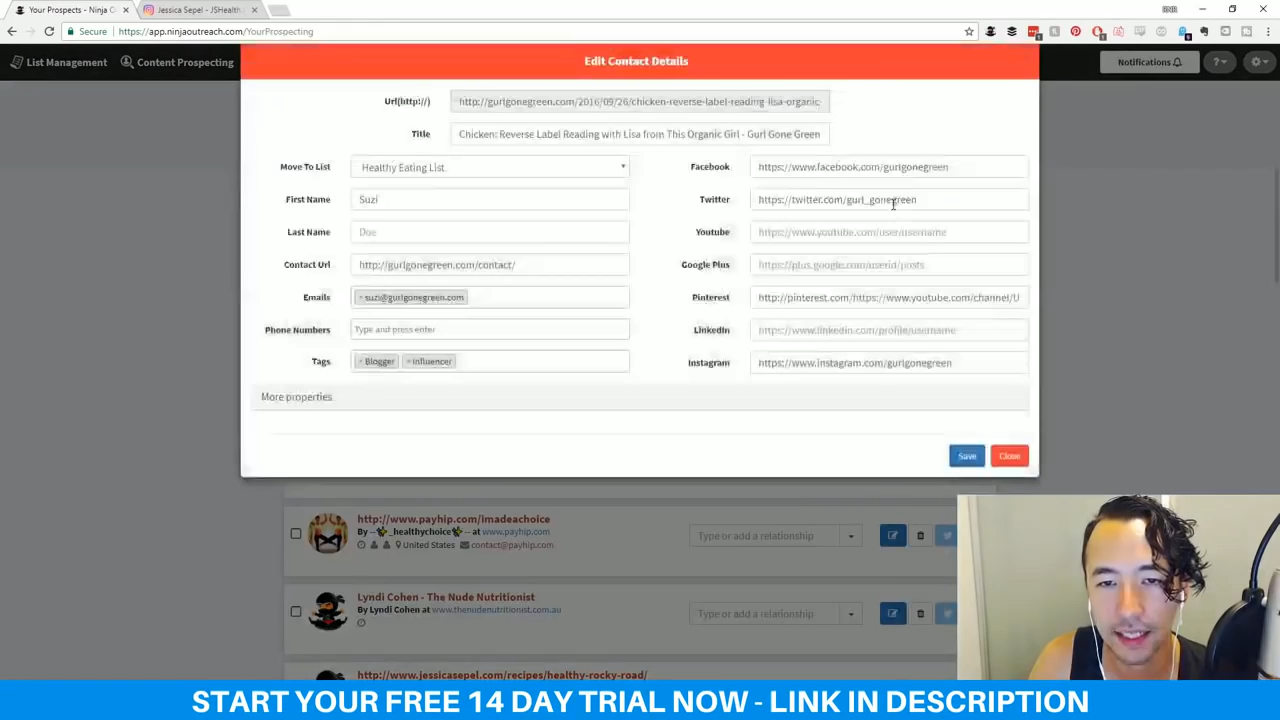 Your Prospects - Ninja O
Jessica Sepel - JSHealth
Secure
https://app.ninjaoutreach.com/YourProspecting
List Management
Content Prospecting
Notifications
Edit Contact Details
Url(http://)
http://gurlgonegreen.com/2016/09/26/chicken-reverse-label-reading-lisa-organic-
Title
Chicken: Reverse Label Reading with Lisa from This Organic Girl - Gurl Gone Green
Move To List
Healthy Eating List
Facebook
https://www.facebook.com/gurlgonegreen
First Name
Suzi
Twitter
https://twitter.com/gurl_gonegreen
Last Name
Doe
Youtube
https://www.youtube.com/user/username
Contact Url
http://gurlgonegreen.com/contact/
Google Plus
https://plus.google.com/userid/posts
Emails
× suzi@gurlgonegreen.com
Pinterest
http://pinterest.com/https://www.youtube.com/channel/U
Phone Numbers
Type and press enter
LinkedIn
https://www.linkedin.com/profile/username
Tags
× Blogger × influencer
Instagram
https://www.instagram.com/gurlgonegreen
More properties
Save
Close
http://www.payhip.com/imadeachoice
By --_healthychoice-- at www.payhip.com
United States contact@payhip.com
Type or add a relationship
Lyndi Cohen - The Nude Nutritionist
By Lyndi Cohen at www.thenudenutritionist.com.au
Type or add a relationship
http://www.jessicasepel.com/recipes/healthy-rocky-road/
START YOUR FREE 14 DAY TRIAL NOW - LINK IN DESCRIPTION